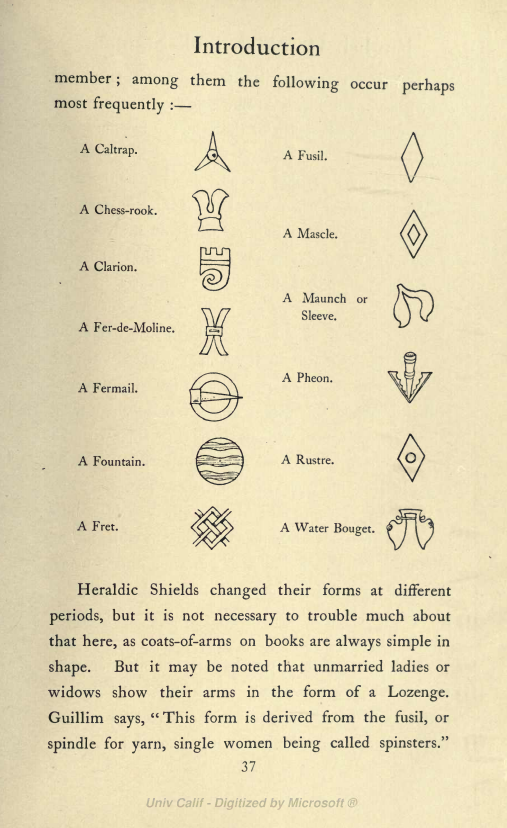 Introduction
member ; among them the following occur perhaps
most frequently :—
A Caltrap.
A Chess-rook.
A Clarion.
A Fer-de-Moline.
A Fermail.
A Fountain.
A Fret.
A Fusil.
A Mascle.
A Maunch or
Sleeve.
A Pheon.
A Rustre.
A Water Bouget.
Heraldic Shields changed their forms at different
periods, but it is not necessary to trouble much about
that here, as coats-of-arms on books are always simple in
shape. But it may be noted that unmarried ladies or
widows show their arms in the form of a Lozenge.
Guillim says, “This form is derived from the fusil, or
spindle for yarn, single women being called spinsters.”
37
Univ Calif - Digitized by Microsoft ®